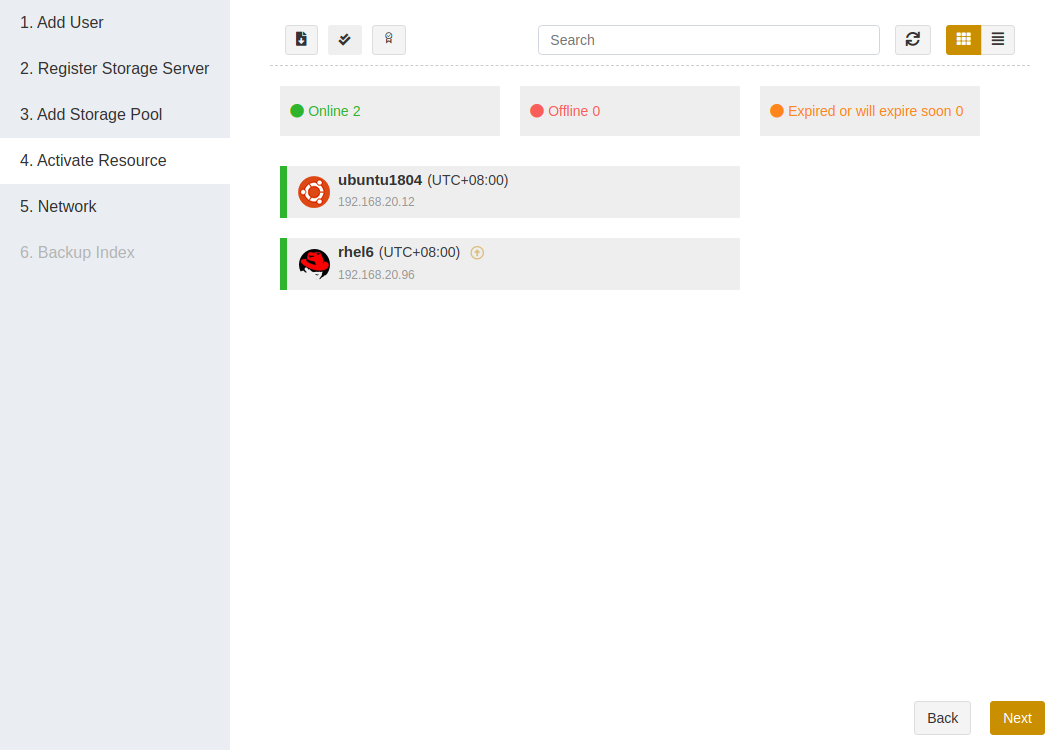 1. Add User
2. Register Storage Server
3. Add Storage Pool
4. Activate Resource
5. Network
6. Backup Index
Search
Online 2
Offline 0
Expired or will expire soon 0
ubuntu1804 (UTC+08:00)
192.168.20.12
rhel6 (UTC+08:00)
192.168.20.96
Back
Next